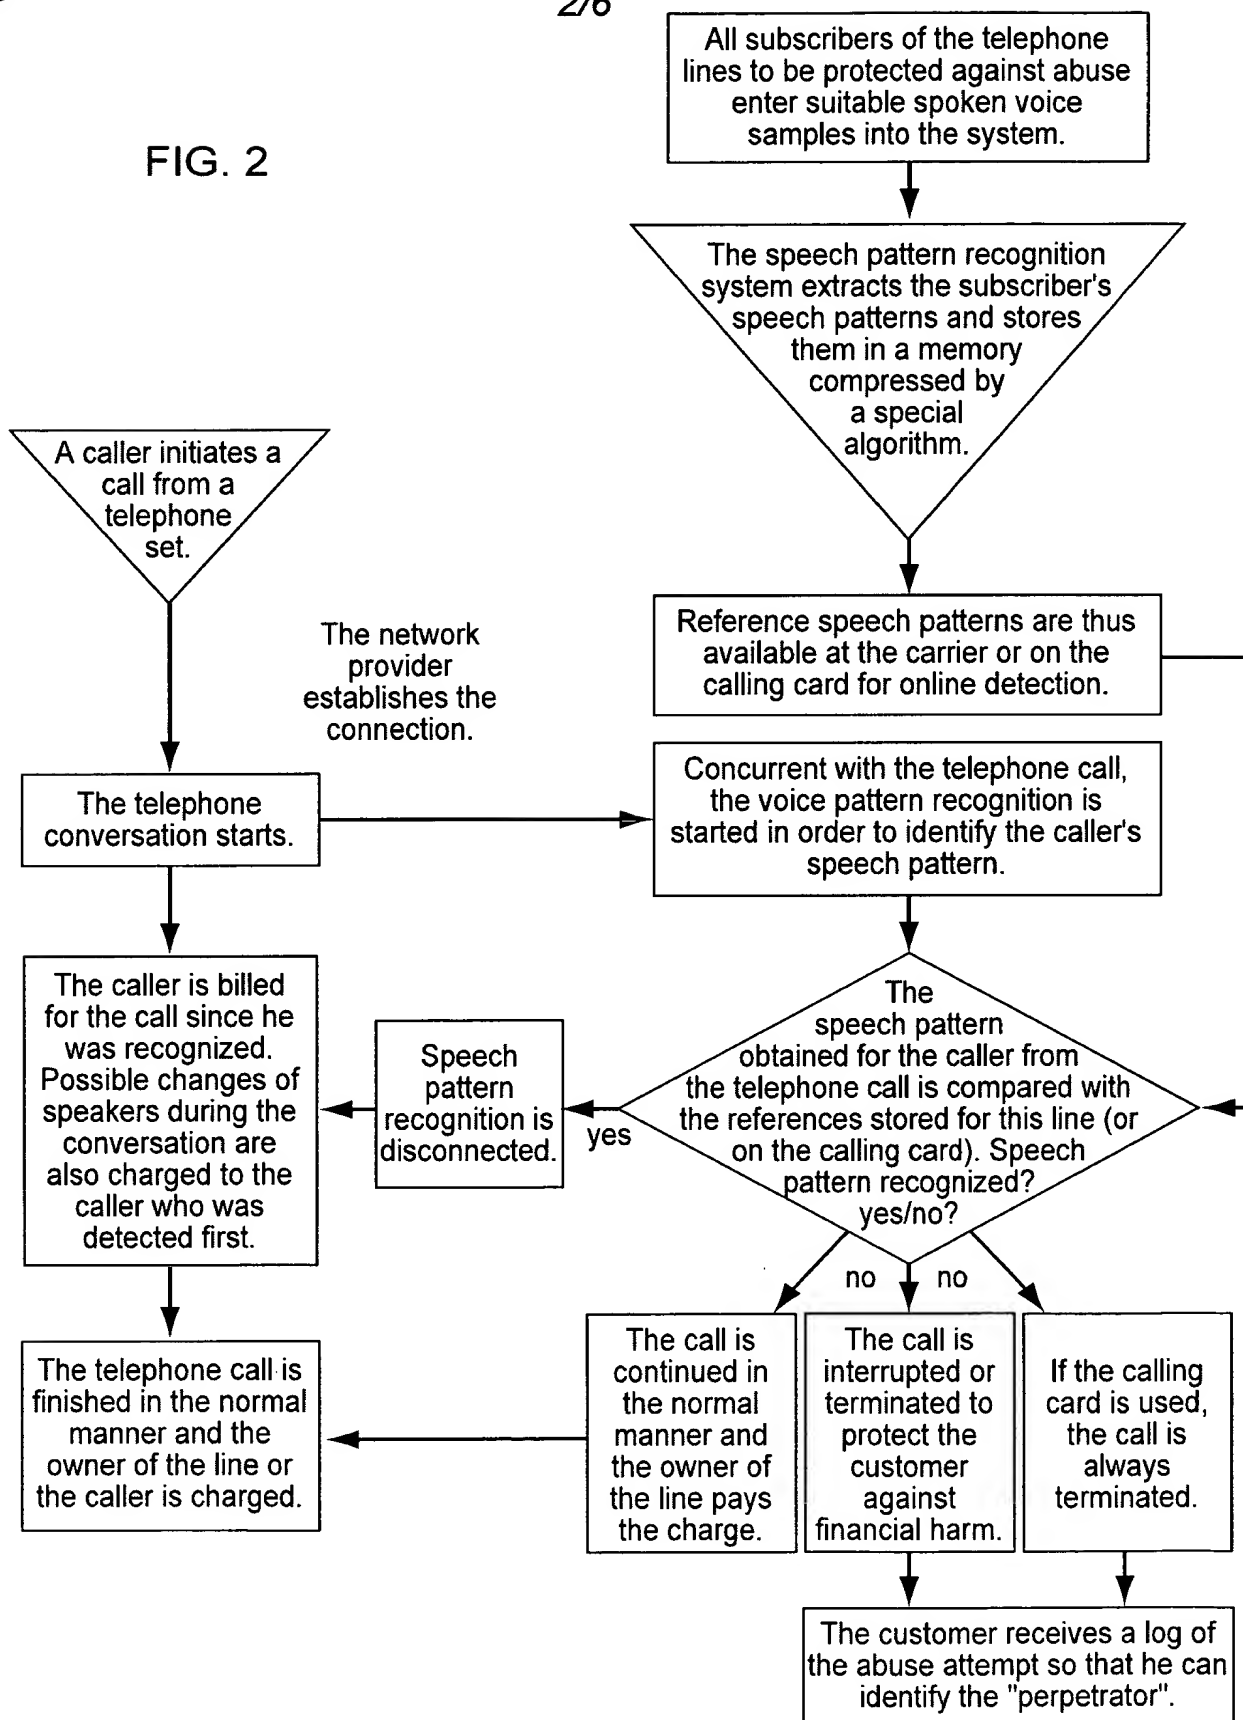 2/6
FIG. 2
All subscribers of the telephone
lines to be protected against abuse
enter suitable spoken voice
samples into the system.
The speech pattern recognition
system extracts the subscriber's
speech patterns and stores
them in a memory
compressed by
a special
algorithm.
A caller initiates a
call from a
telephone
set.
The network
provider
establishes the
connection.
Reference speech patterns are thus
available at the carrier or on the
calling card for online detection.
The telephone
conversation starts.
Concurrent with the telephone call,
the voice pattern recognition is
started in order to identify the caller's
speech pattern.
The caller is billed
for the call since he
was recognized.
Possible changes of
speakers during the
conversation are
also charged to the
caller who was
detected first.
Speech
pattern
recognition is
disconnected.
yes
The
speech pattern
obtained for the caller from
the telephone call is compared with
the references stored for this line (or
on the calling card). Speech
pattern recognized?
yes/no?
no
no
The telephone call is
finished in the normal
manner and the
owner of the line or
the caller is charged.
The call is
continued in
the normal
manner and
the owner of
the line pays
the charge.
The call is
interrupted or
terminated to
protect the
customer
against
financial harm.
If the calling
card is used,
the call is
always
terminated.
The customer receives a log of
the abuse attempt so that he can
identify the "perpetrator".